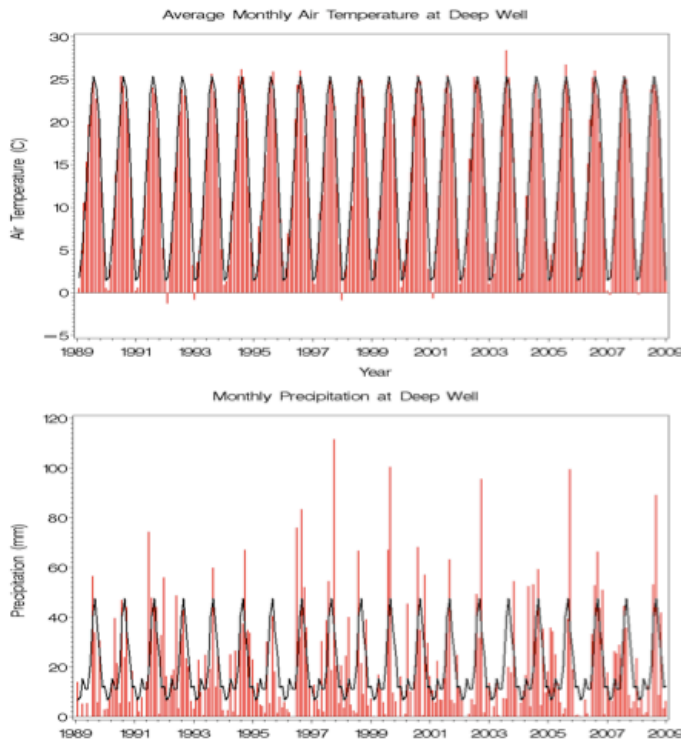 Average Monthly Air Temperature at Deep Well
30
25
20
15
10
5
0
−5
Air Temperature (C)
1989 1991 1993 1995 1997 1999 2001 2003 2005 2007 2009
Year
Monthly Precipitation at Deep Well
120
100
80
60
40
20
0
Precipitation (mm)
1989 1991 1993 1995 1997 1999 2001 2003 2005 2007 2009